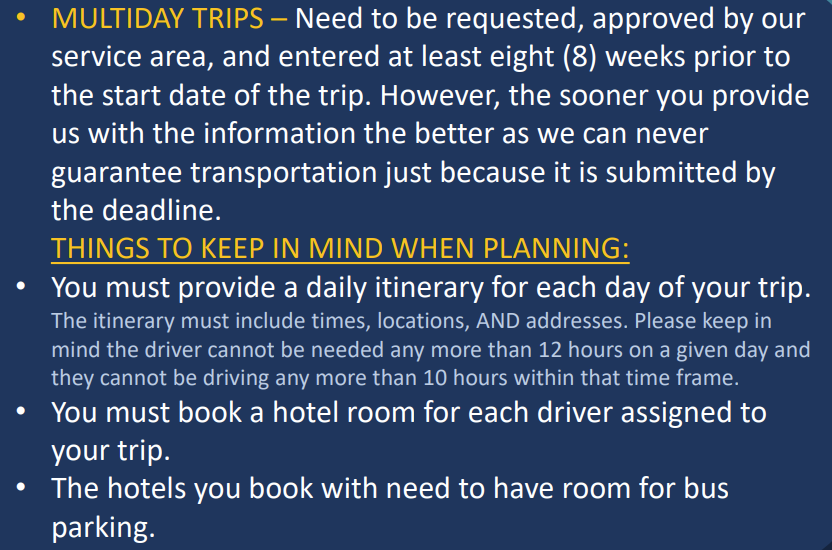 • MULTIDAY TRIPS – Need to be requested, approved by our
service area, and entered at least eight (8) weeks prior to
the start date of the trip. However, the sooner you provide
us with the information the better as we can never
guarantee transportation just because it is submitted by
the deadline.
THINGS TO KEEP IN MIND WHEN PLANNING:
• You must provide a daily itinerary for each day of your trip.
The itinerary must include times, locations, AND addresses. Please keep in
mind the driver cannot be needed any more than 12 hours on a given day and
they cannot be driving any more than 10 hours within that time frame.
• You must book a hotel room for each driver assigned to
your trip.
• The hotels you book with need to have room for bus
parking.